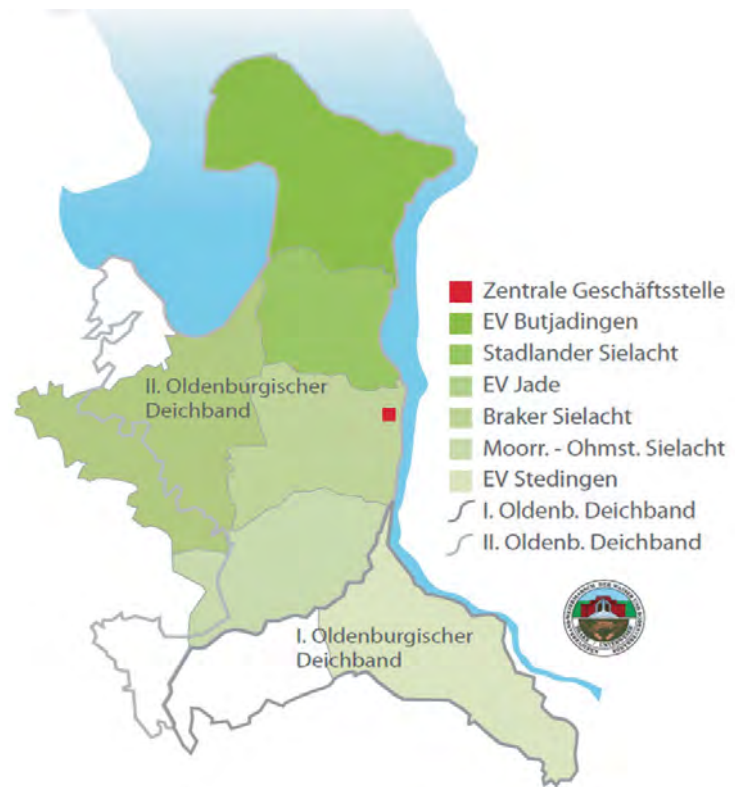 Zentrale Geschäftsstelle
EV Butjadingen
Stadlander Sielacht
EV Jade
Braker Sielacht
Moorr. - Ohmst. Sielacht
EV Stedingen
I. Oldenb. Deichband
II. Oldenb. Deichband
II. Oldenburgischer
Deichband
I. Oldenburgischer
Deichband